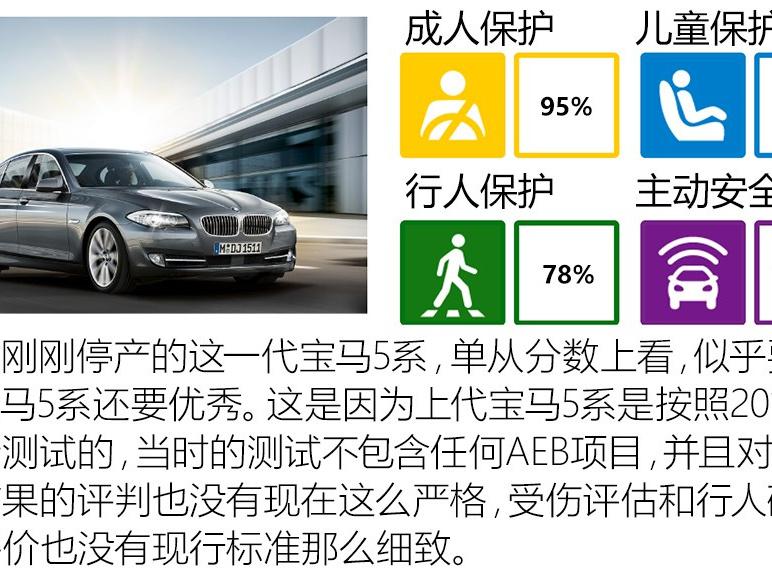 成人保护
儿童保护
95%
行人保护
主动安全
78%
M·DJ1511
刚刚停产的这一代宝马5系,单从分数上看,似乎要
马5系还要优秀。这是因为上代宝马5系是按照20
测试的,当时的测试不包含任何AEB项目,并且对
果的评判也没有现在这么严格,受伤评估和行人
价也没有现行标准那么细致。